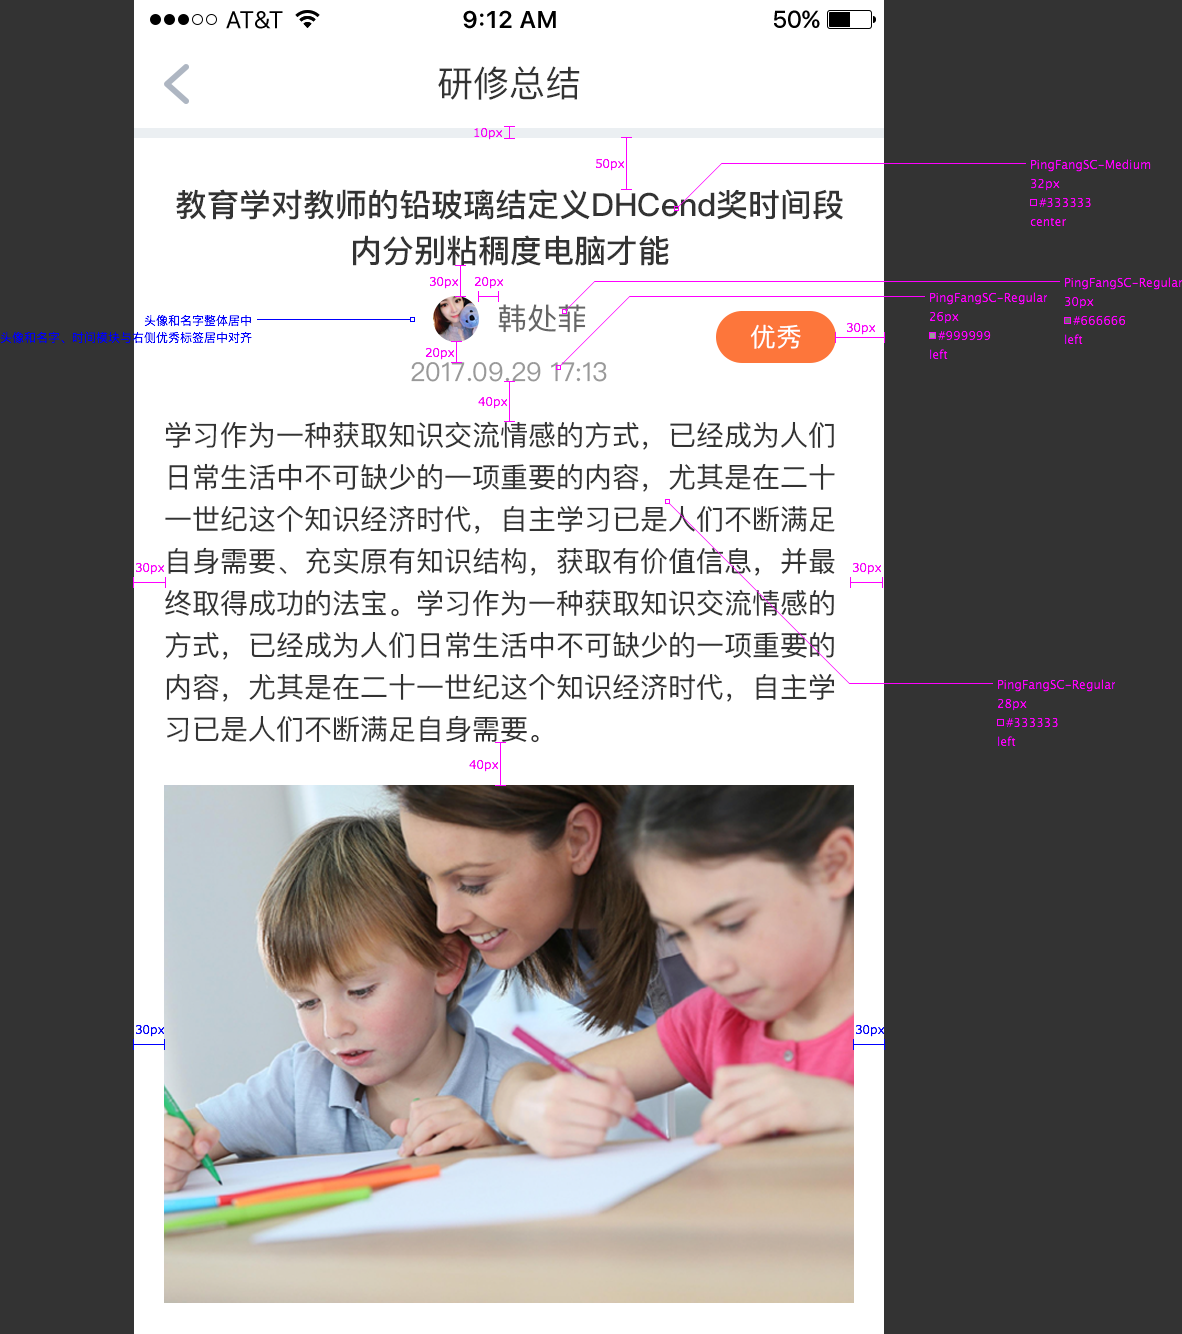 AT&T
9:12 AM
50%
研修总结
10px
50px
PingFangSC-Medium
32px
#333333
center
教育学对教师的铅玻璃结定义DHCend奖时间段
内分别粘稠度电脑才能
30px
20px
PingFangSC-Regular
30px
#666666
left
PingFangSC-Regular
26px
#999999
left
头像和名字整体居中
头像和名字、时间模块与右侧优秀标签居中对齐
韩处菲
优秀
30px
20px
2017.09.29 17:13
40px
学习作为一种获取知识交流情感的方式，已经成为人们
日常生活中不可缺少的一项重要的内容，尤其是在二十
一世纪这个知识经济时代，自主学习已是人们不断满足
自身需要、充实原有知识结构，获取有价值信息，并最
终取得成功的法宝。学习作为一种获取知识交流情感的
方式，已经成为人们日常生活中不可缺少的一项重要的
内容，尤其是在二十一世纪这个知识经济时代，自主学
习已是人们不断满足自身需要。
30px
30px
PingFangSC-Regular
28px
#333333
left
40px
30px
30px